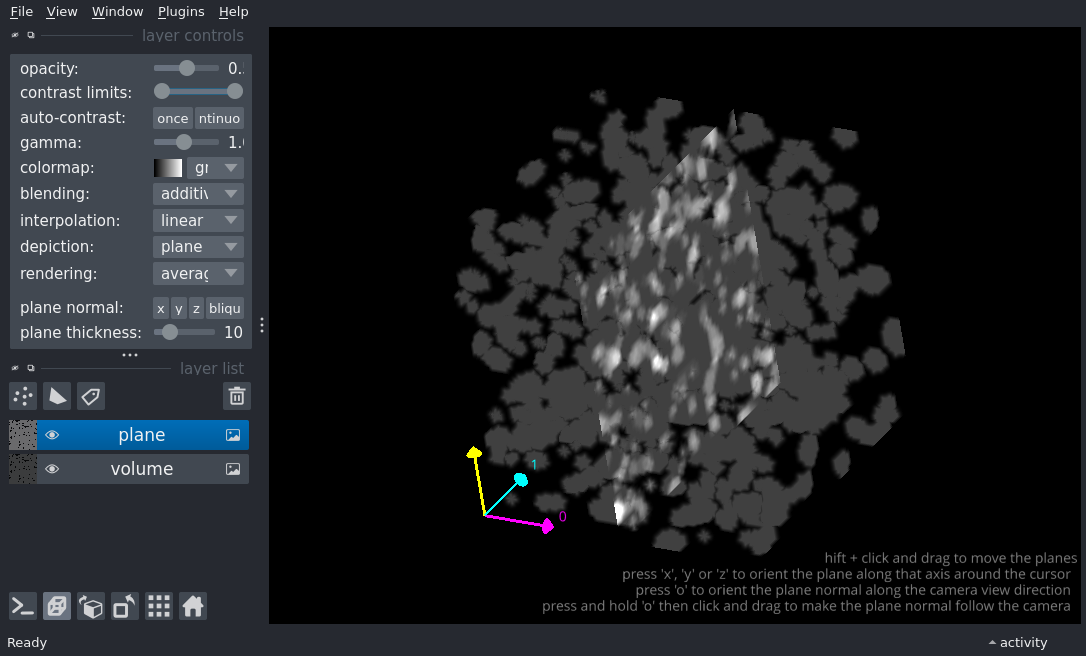 File View Window Plugins Help
layer controls
opacity: 0.
contrast limits:
auto-contrast: once ntinuo
gamma: 1.
colormap: gr
blending: additiv
interpolation: linear
depiction: plane
rendering: averag
plane normal: x y z bliqu
plane thickness: 10
layer list
plane
volume
1
0
hift + click and drag to move the planes
press 'x', 'y' or 'z' to orient the plane along that axis around the cursor
press 'o' to orient the plane normal along the camera view direction
press and hold 'o' then click and drag to make the plane normal follow the camera
Ready
activity